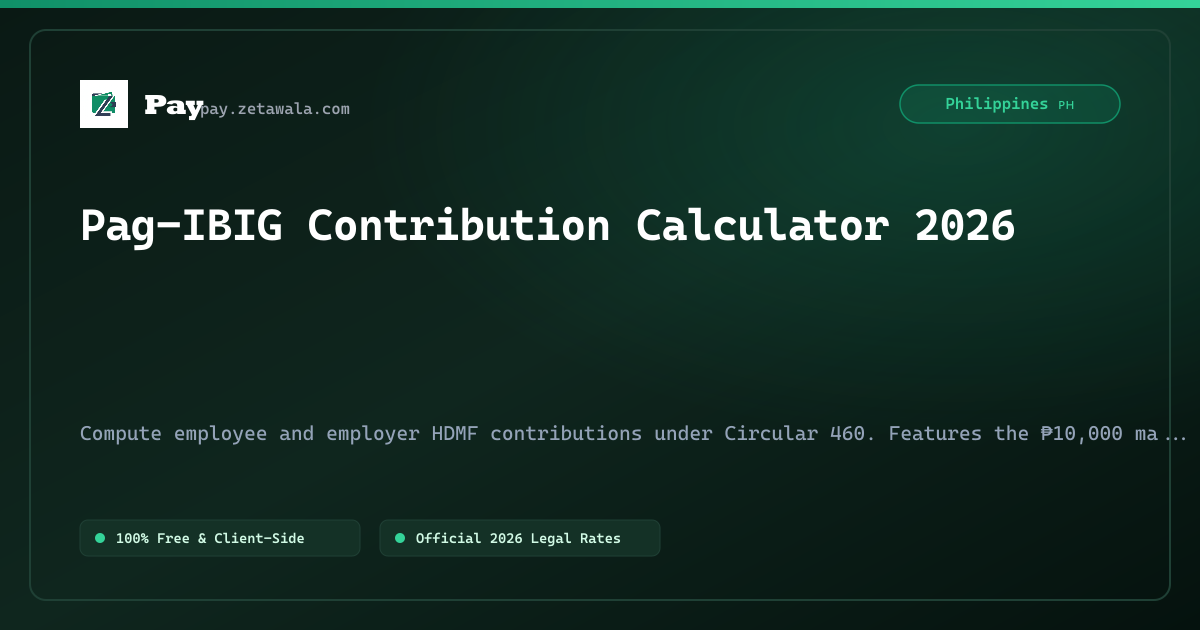 Pay
pay.zetawala.com
Philippines PH
Pag-IBIG Contribution Calculator 2026
Compute employee and employer HDMF contributions under Circular 460. Features the ₱10,000 ma...
100% Free & Client-Side
Official 2026 Legal Rates